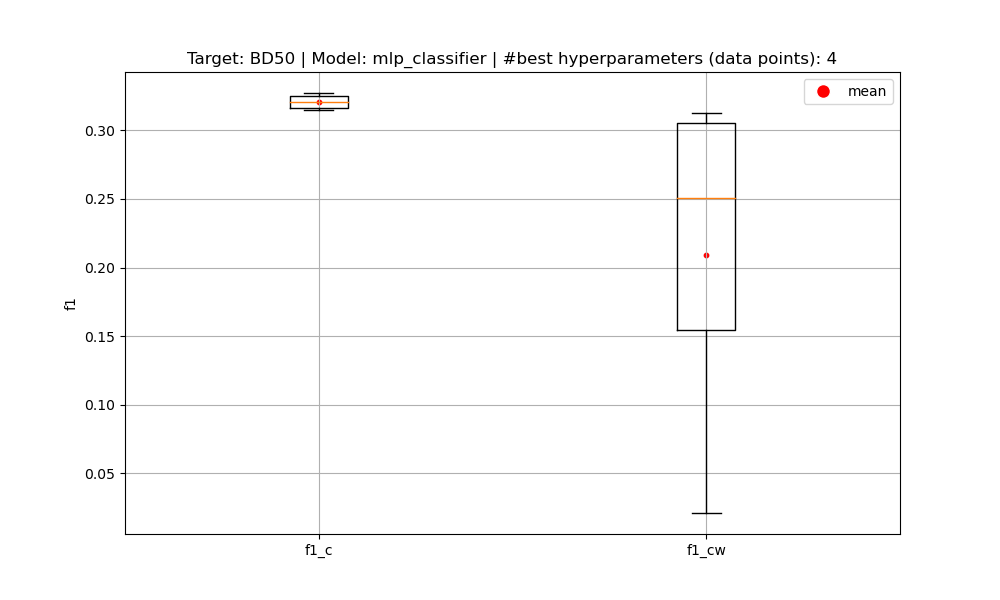 Target: BD50 | Model: mlp_classifier | #best hyperparameters (data points): 4
mean
0.30
0.25
0.20
0.15
0.10
0.05
f1
f1_c
f1_cw